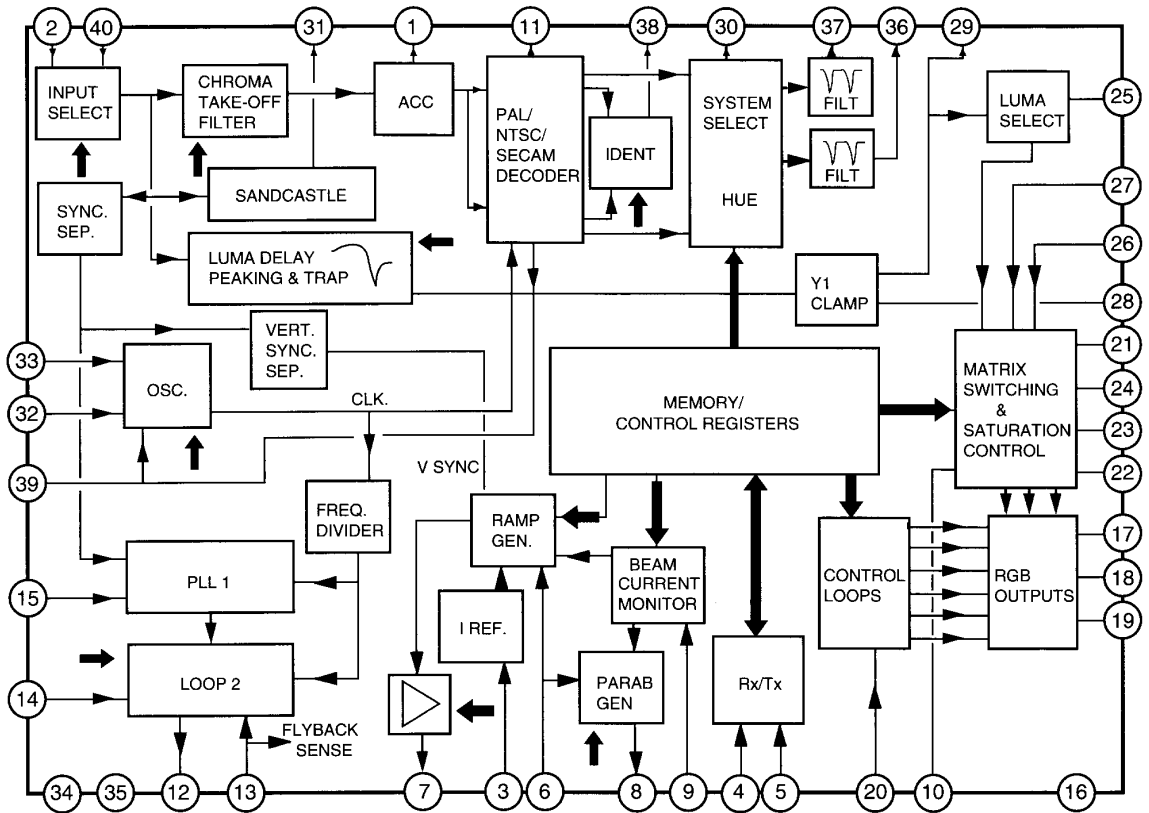 2 40 31 1 11 38 30 37 36 29
INPUT
SELECT
CHROMA
TAKE-OFF
FILTER
ACC
PAL/
NTSC/
SECAM
DECODER
IDENT
SYSTEM
SELECT
HUE
FILT
FILT
LUMA
SELECT
25
SYNC.
SEP.
SANDCASTLE
27
LUMA DELAY
PEAKING & TRAP
26
Y1
CLAMP
28
33
VERT.
SYNC.
SEP.
21
OSC.
32
CLK.
MEMORY/
CONTROL REGISTERS
MATRIX
SWITCHING
&
SATURATION
CONTROL
24
23
22
39
V SYNC
FREQ.
DIVIDER
RAMP
GEN.
BEAM
CURRENT
MONITOR
CONTROL
LOOPS
RGB
OUTPUTS
17
18
19
15
PLL 1
I REF.
14
LOOP 2
PARAB
GEN
Rx/Tx
FLYBACK
SENSE
34 35 12 13 7 3 6 8 9 4 5 20 10 16